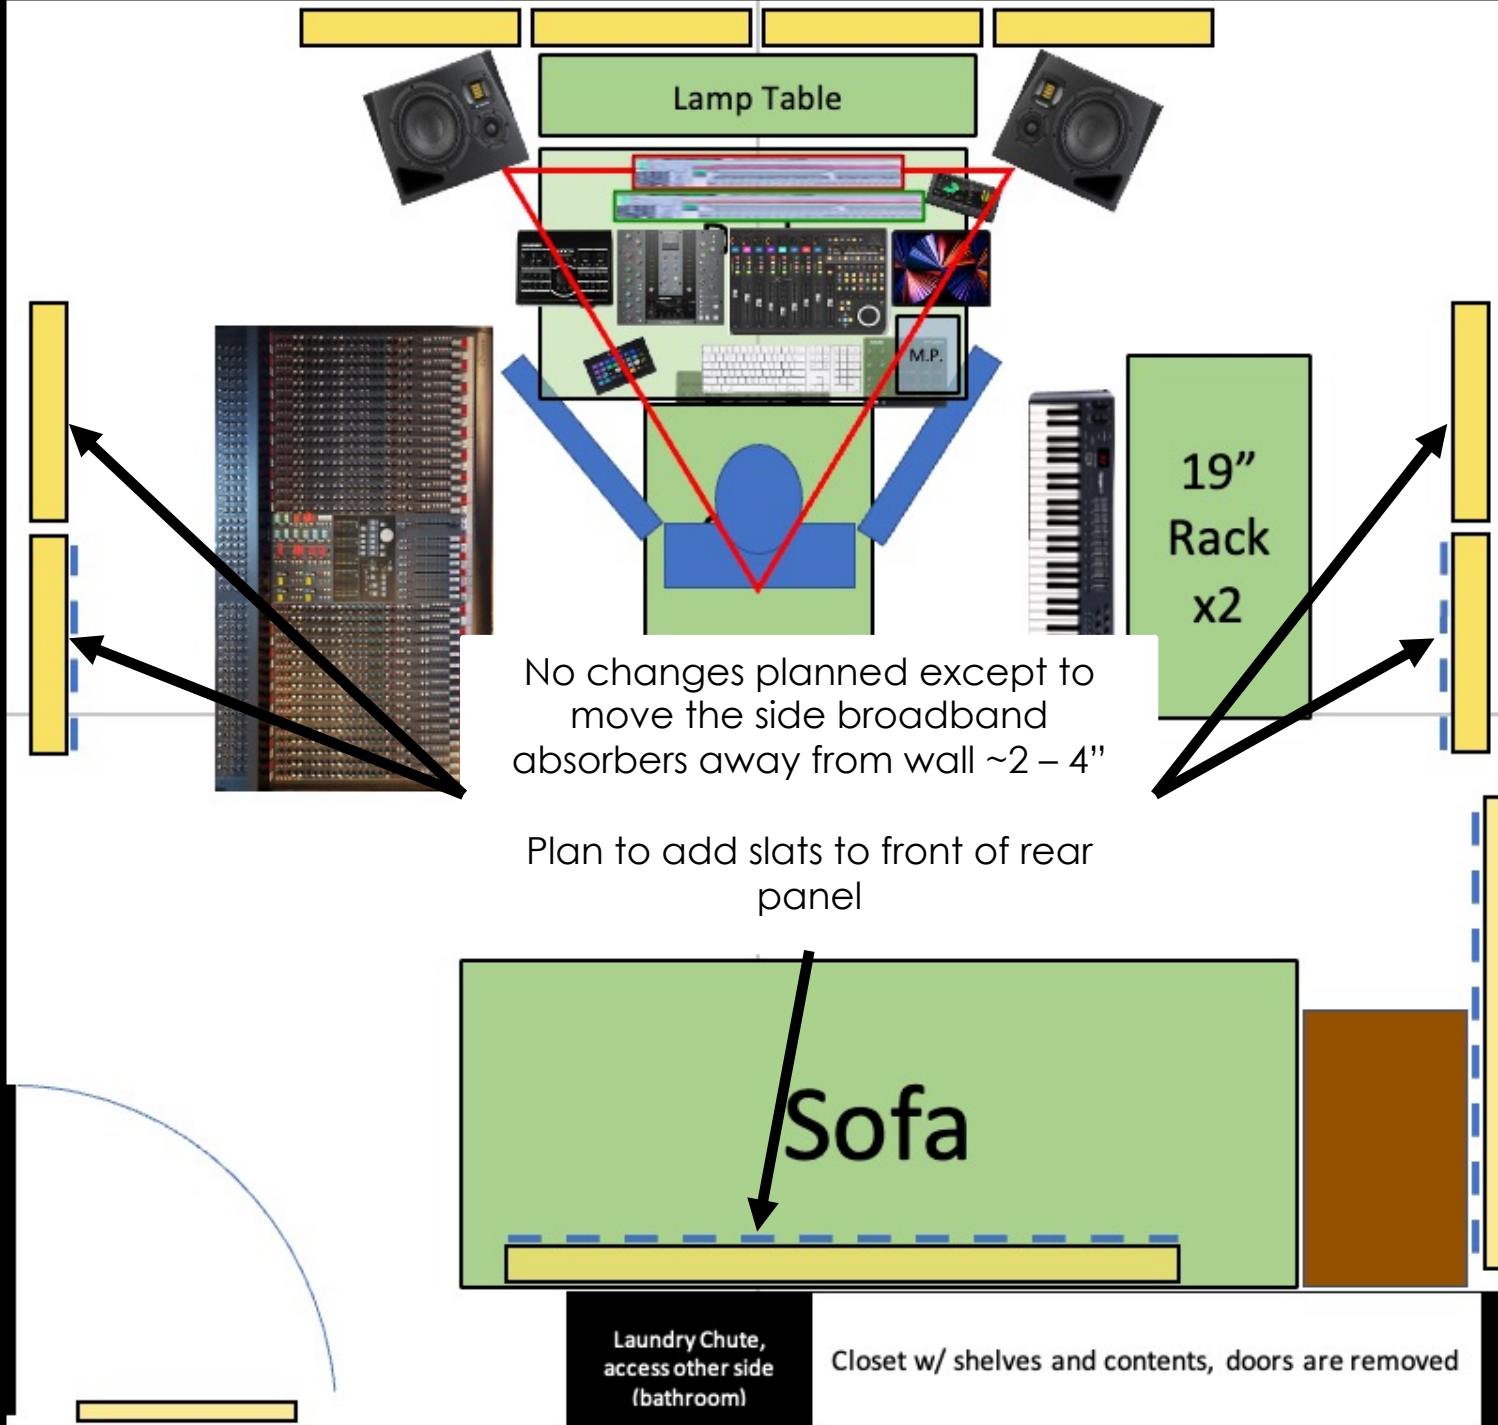 Lamp Table
M.P.
19”
Rack
x2
No changes planned except to
move the side broadband
absorbers away from wall ~2 – 4”
Plan to add slats to front of rear
panel
Sofa
Laundry Chute,
access other side
(bathroom)
Closet w/ shelves and contents, doors are removed